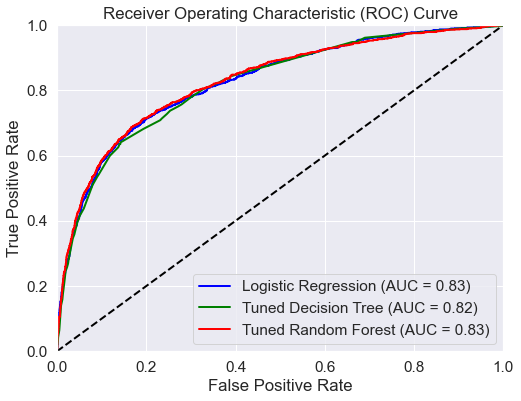 Receiver Operating Characteristic (ROC) Curve
1.0
0.8
0.6
0.4
0.2
0.0
True Positive Rate
Logistic Regression (AUC = 0.83)
Tuned Decision Tree (AUC = 0.82)
Tuned Random Forest (AUC = 0.83)
0.0 0.2 0.4 0.6 0.8 1.0
False Positive Rate